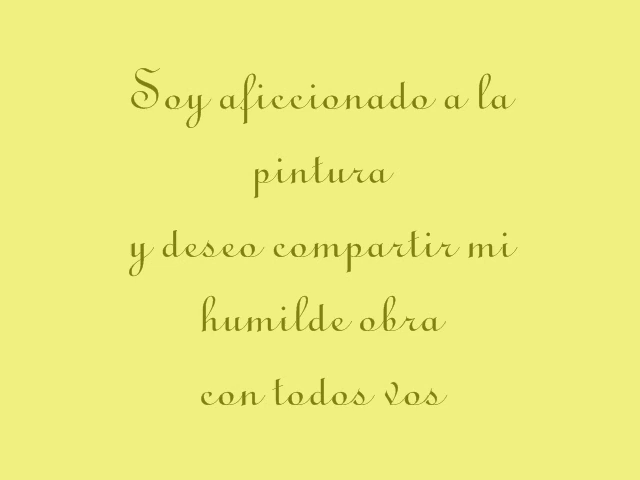 Soy aficcionado a la
pintura
y deseo compartir mi
humilde obra
con todos vos